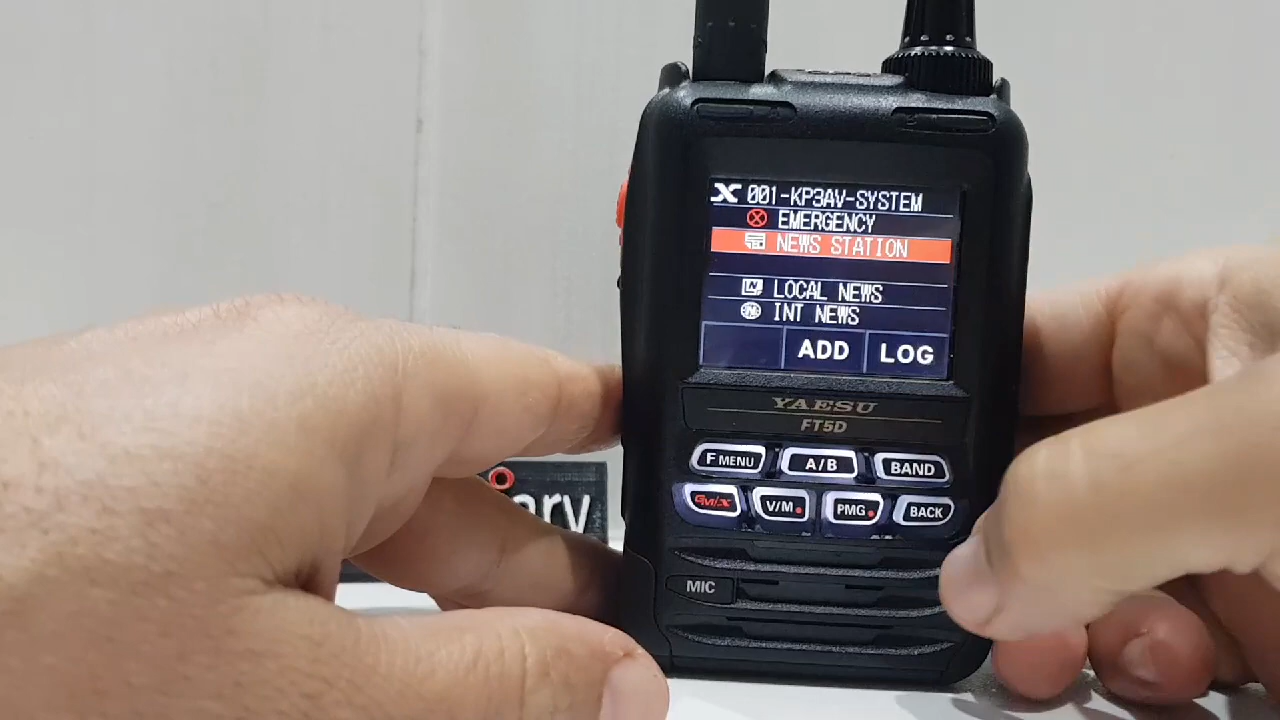 X 001-KP3AV-SYSTEM
EMERGENCY
NEWS STATION
LOCAL NEWS
INT NEWS
ADD LOG
YAESU
FT5D
F MENU A/B BAND
GM/X V/M PMG BACK
MIC